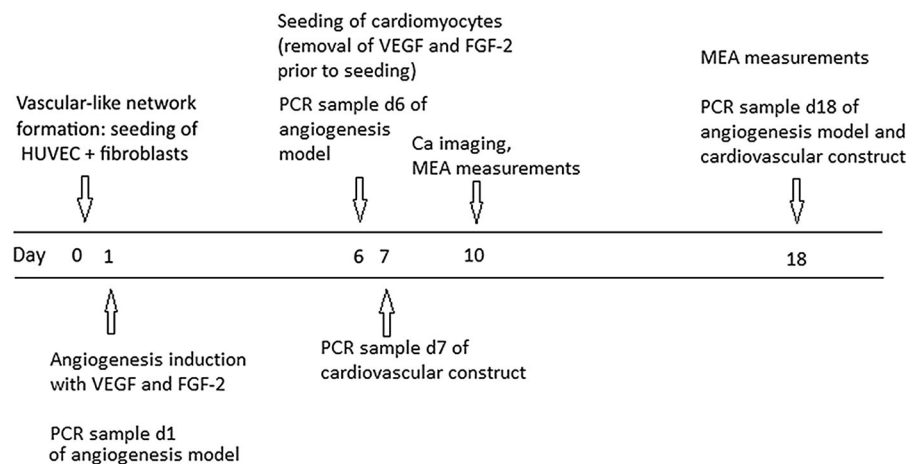 Seeding of cardiomyocytes
(removal of VEGF and FGF-2
prior to seeding)
MEA measurements
Vascular-like network
formation: seeding of
HUVEC + fibroblasts
PCR sample d6 of
angiogenesis
model
Ca imaging,
MEA measurements
PCR sample d18 of
angiogenesis model and
cardiovascular construct
Day 0 1 6 7 10 18
Angiogenesis induction
with VEGF and FGF-2
PCR sample d1
of angiogenesis model
PCR sample d7 of
cardiovascular construct